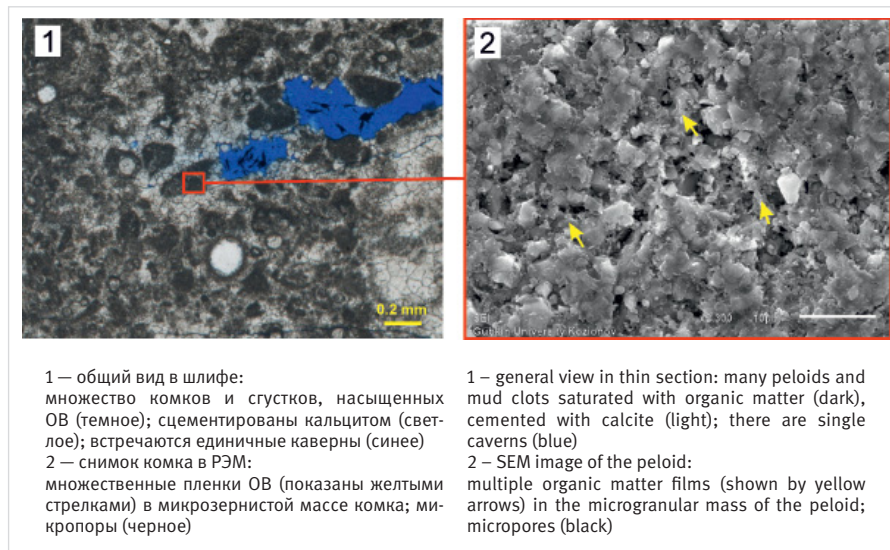 1
2
0.2 mm
SEI
Gubkin University Kozionov
10µm
1 — общий вид в шлифе:
множество комков и сгустков, насыщенных
ОВ (темное); сцементированы кальцитом (свет-
лое); встречаются единичные каверны (синее)
2 — снимок комка в РЭМ:
множественные пленки ОВ (показаны желтыми
стрелками) в микрозернистой массе комка; ми-
кропоры (черное)
1 – general view in thin section: many peloids and
mud clots saturated with organic matter (dark),
cemented with calcite (light); there are single
caverns (blue)
2 – SEM image of the peloid:
multiple organic matter films (shown by yellow
arrows) in the microgranular mass of the peloid;
micropores (black)